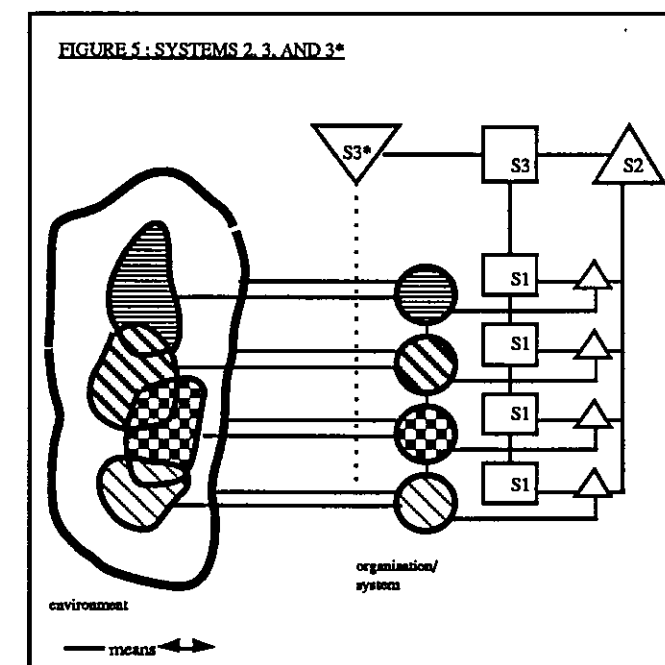 FIGURE 5 : SYSTEMS 2, 3, AND 3*
S3*
S3
S2
S1
S1
S1
S1
organisation/
system
environment
means